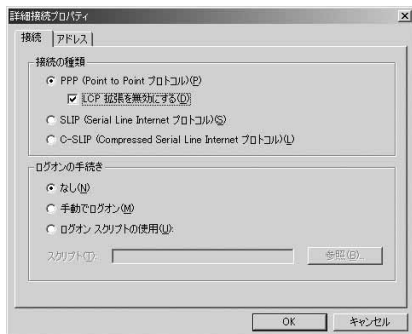 詳細接続プロパティ
接続
アドレス
接続の種類
PPP (Point to Point プロトコル)(P)
LCP 拡張を無効にする(D)
SLIP (Serial Line Internet プロトコル)(S)
C-SLIP (Compressed Serial Line Internet プロトコル)(L)
ログオンの手続き
なし(N)
手動でログオン(M)
ログオン スクリプトの使用(U):
スクリプト(T):
参照(B)...
OK
キャンセル